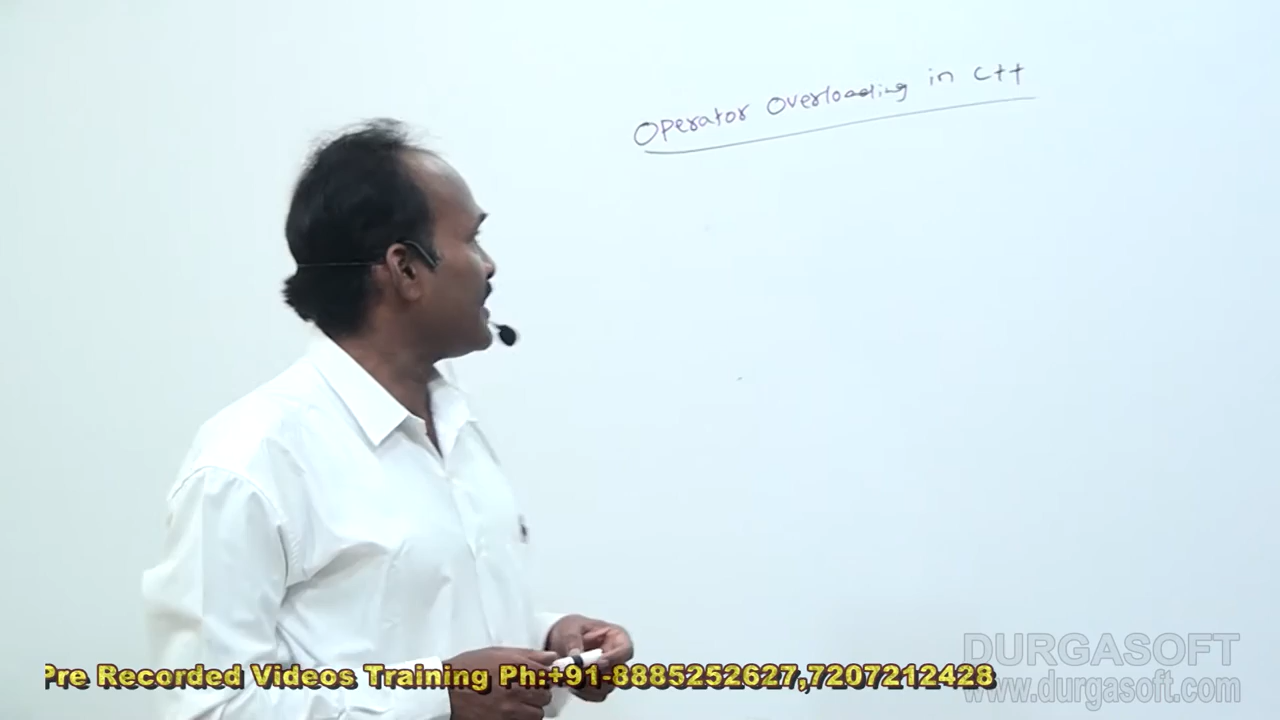 Operator Overloading in C++
Pre Recorded Videos Training Ph:+91-8885252627,7207212428
DURGASOFT
www.durgasoft.com